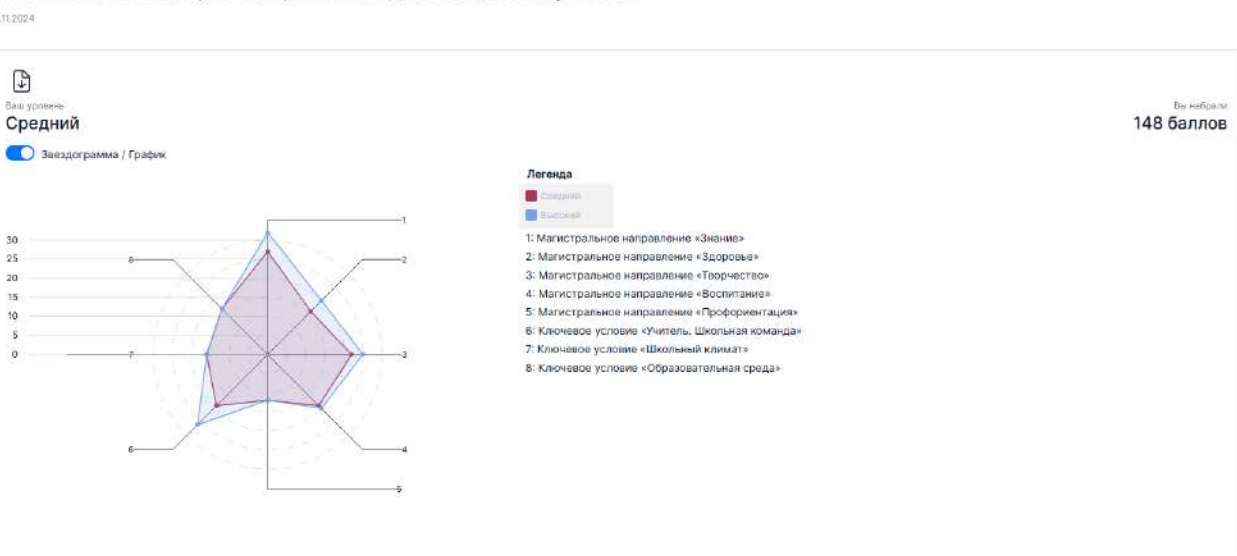 .11.2024
Ваш уровень
Средний
Вы набрали
148 баллов
Звездограмма / График
Легенда
Средний
Высокий
1: Магистральное направление «Знание»
2: Магистральное направление «Здоровье»
3: Магистральное направление «Творчество»
4: Магистральное направление «Воспитание»
5: Магистральное направление «Профориентация»
6: Ключевое условие «Учитель. Школьная команда»
7: Ключевое условие «Школьный климат»
8: Ключевое условие «Образовательная среда»
30
25
20
15
10
5
0
1
2
3
4
5
6
7
8